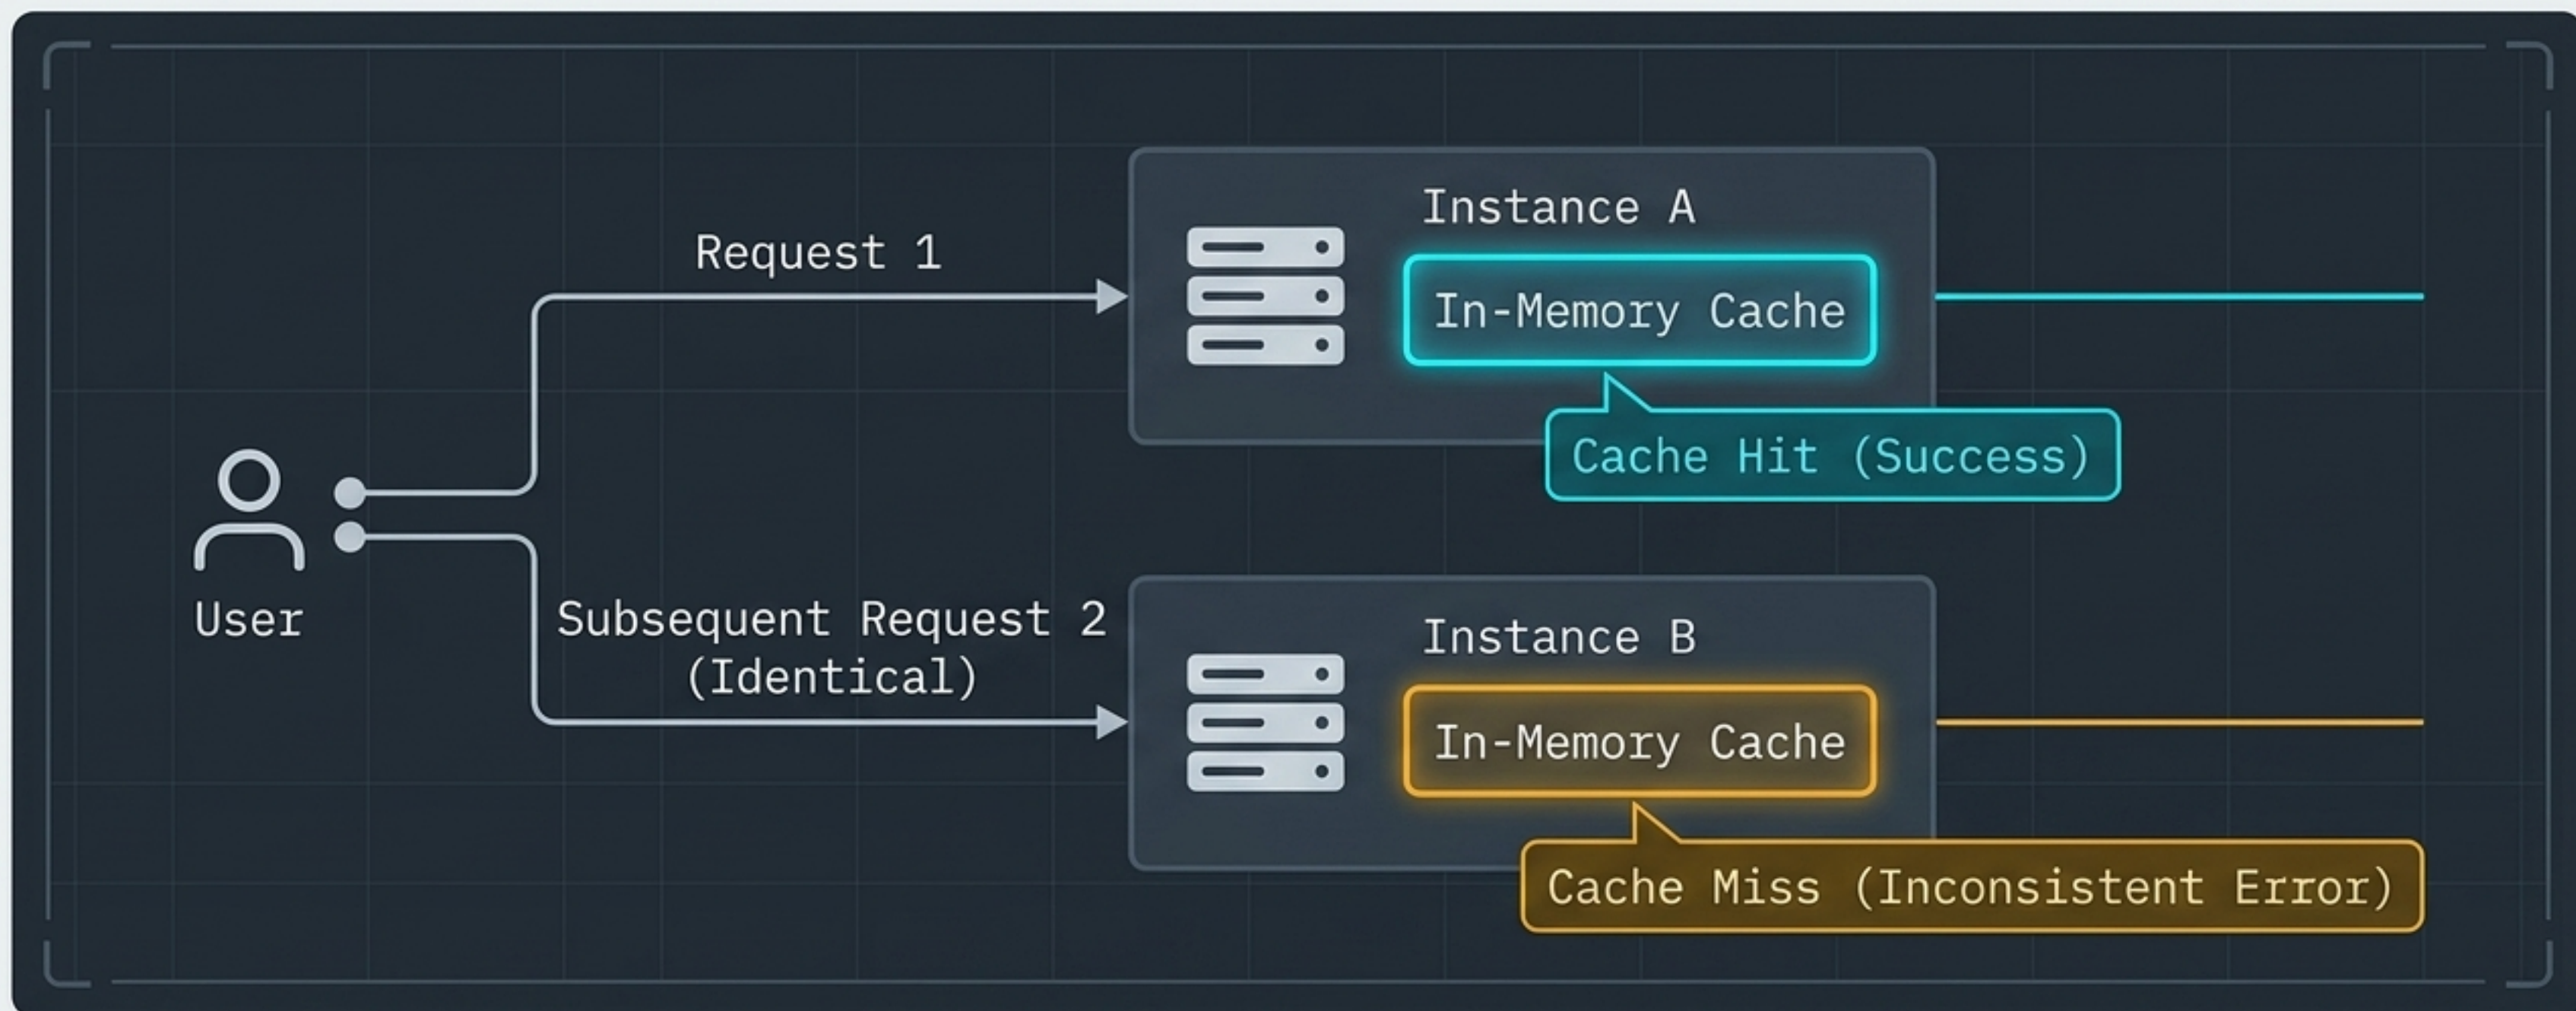 Request 1
Instance A
In-Memory Cache
Cache Hit (Success)
User
Subsequent Request 2
(Identical)
Instance B
In-Memory Cache
Cache Miss (Inconsistent Error)